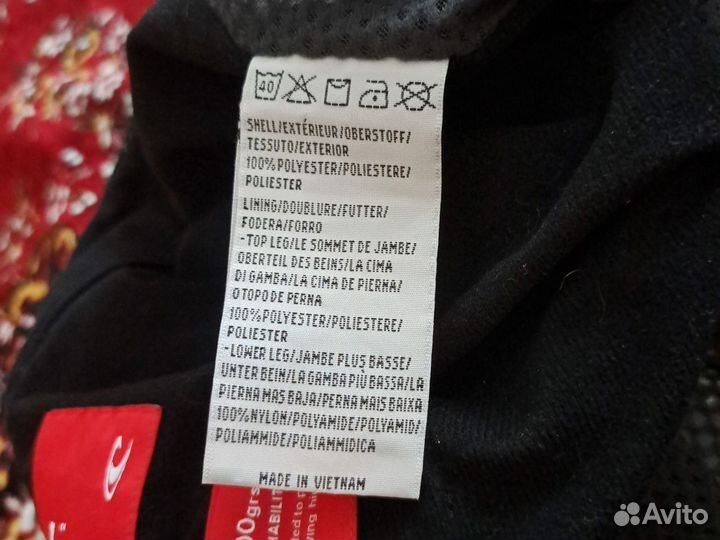 40
SHELL/EXTÉRIEUR/OBERSTOFF/
TESSUTO/EXTERIOR
100%POLYESTER/POLIESTERE/
POLIESTER
LINING/DOUBLURE/FUTTER/
FODERA/FORRO
-TOP LEG/LE SOMMET DE JAMBE/
OBERTEIL DES BEINS/LA CIMA
DI GAMBA/LA CIMA DE PIERNA/
O TOPO DE PERNA
100%POLYESTER/POLIESTERE/
POLIESTER
-LOWER LEG/JAMBE PLUS BASSE/
UNTER BEIN/LA GAMBA PIÙ BASSA/LA
PIERNA MAS BAJA/PERNA MAIS BAIXA
100%NYLON/POLYAMIDE/POLYAMID/
POLIAMMIDE/POLIAMMIDICA
MADE IN VIETNAM
00grs
Avito